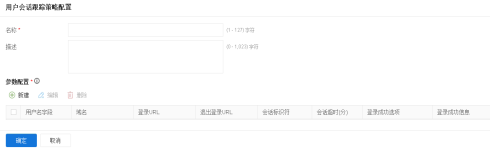 用户会话跟踪策略配置
名称 * (1 - 127) 字符
描述 (0 - 1,023) 字符
参数配置 *
新建 编辑 删除
用户名字段 域名 登录URL 退出登录URL 会话标识符 会话超时(分) 登录成功选项 登录成功信息
确定 取消